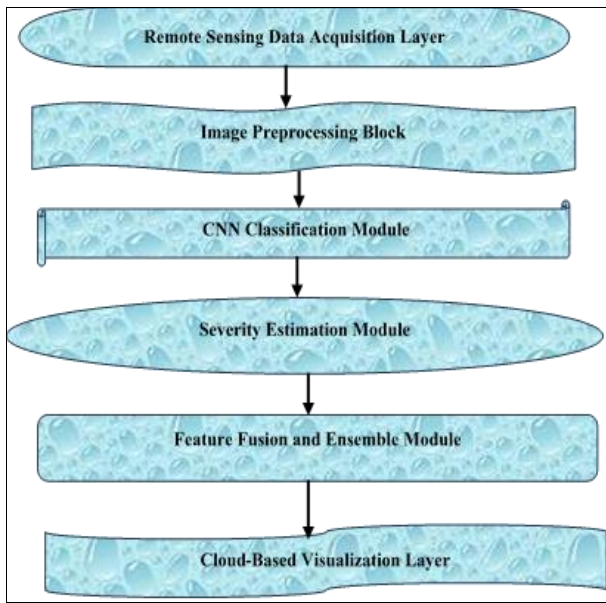 Remote Sensing Data Acquisition Layer
Image Preprocessing Block
CNN Classification Module
Severity Estimation Module
Feature Fusion and Ensemble Module
Cloud-Based Visualization Layer